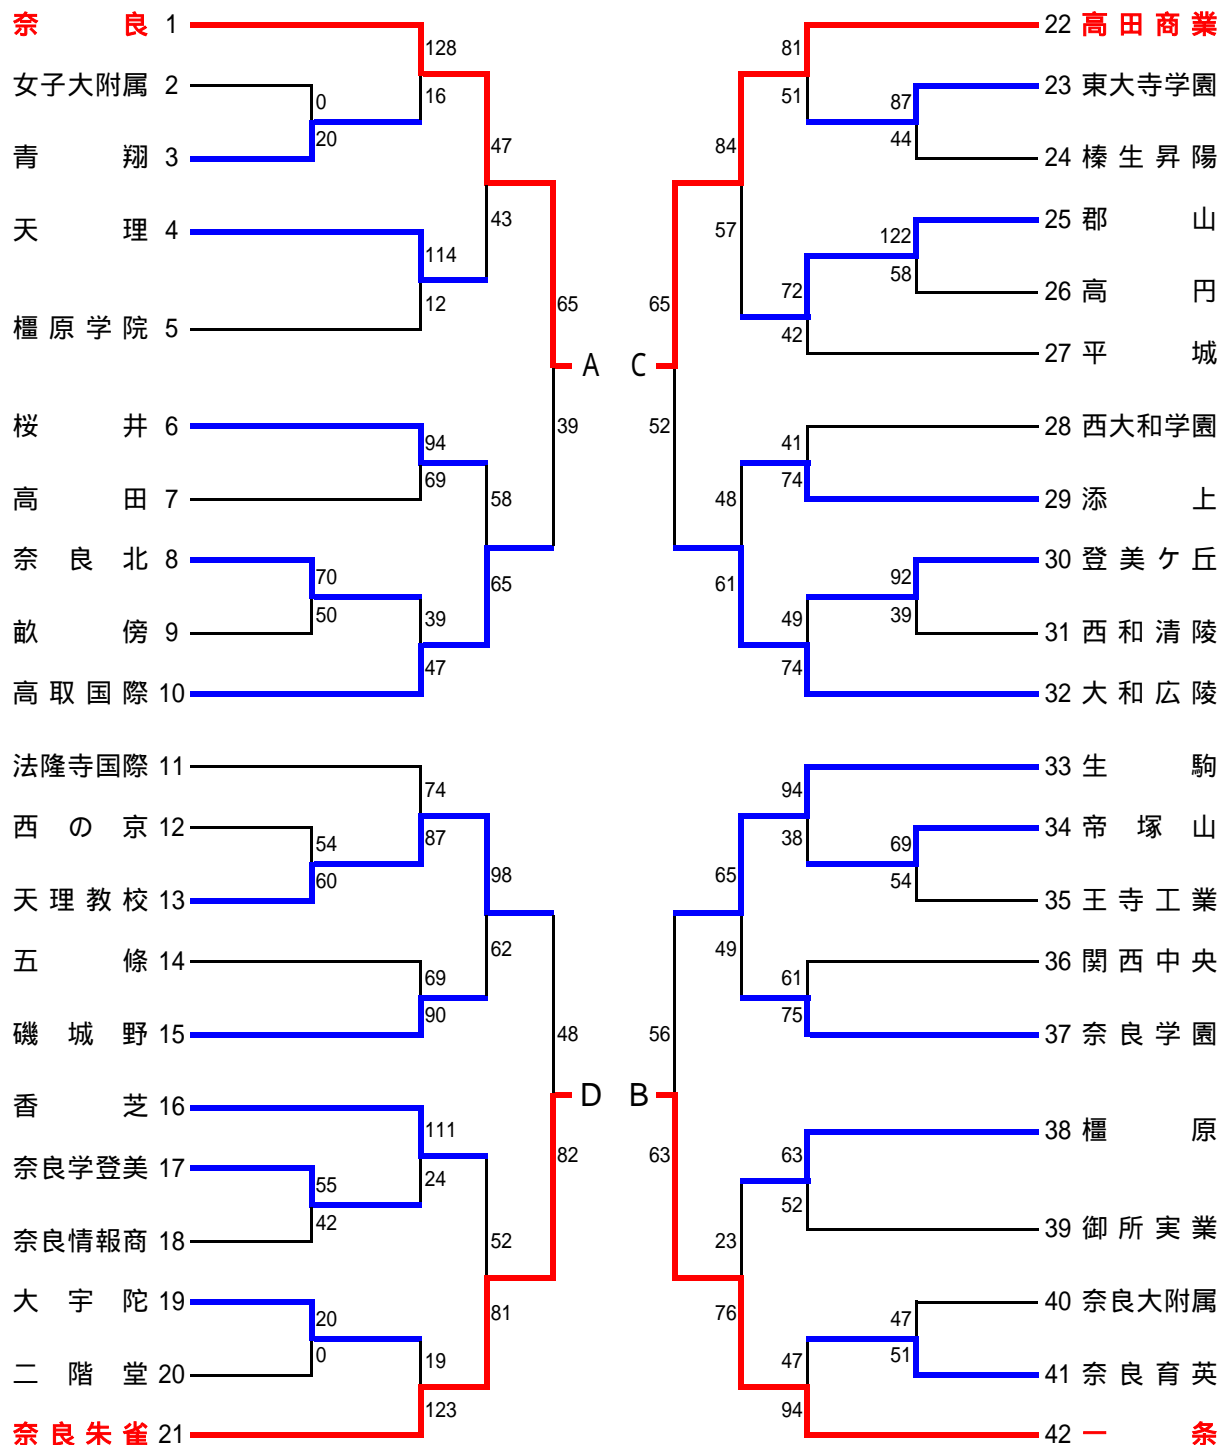 奈良 1
128
女子大附属 2
0
16
青翔 3
20
47
天理 4
43
114
橿原学院 5
12
65
A
桜井 6
39
94
高田 7
69
58
奈良北 8
70
65
畝傍 9
50
39
高取国際 10
47
法隆寺国際 11
74
西の京 12
54
87
天理教校 13
60
98
五條 14
62
69
磯城野 15
90
48
D
香芝 16
111
82
奈良学登美 17
55
24
奈良情報商 18
42
52
大宇陀 19
20
81
二階堂 20
0
19
奈良朱雀 21
123
22 高田商業
81
23 東大寺学園
51
87
24 榛生昇陽
44
84
25 郡山
57
122
26 高円
58
72
27 平城
42
65
C
28 西大和学園
52
41
29 添上
74
48
30 登美ケ丘
92
61
31 西和清陵
39
49
32 大和広陵
74
33 生駒
94
34 帝塚山
69
38
35 王寺工業
54
65
36 関西中央
49
61
37 奈良学園
75
56
B
38 橿原
63
63
39 御所実業
52
23
40 奈良大附属
47
76
41 奈良育英
51
47
42 一条
94